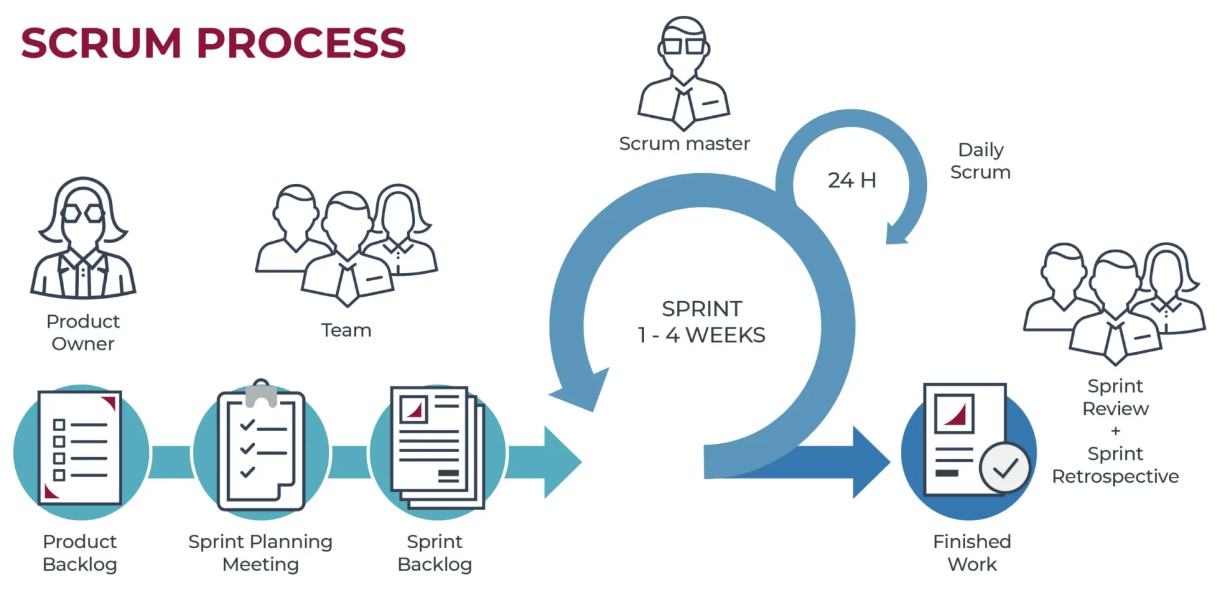 SCRUM PROCESS
Scrum master
24 H
Daily
Scrum
Product
Owner
Team
SPRINT
1 - 4 WEEKS
Sprint
Review
+
Sprint
Retrospective
Product
Backlog
Sprint Planning
Meeting
Sprint
Backlog
Finished
Work